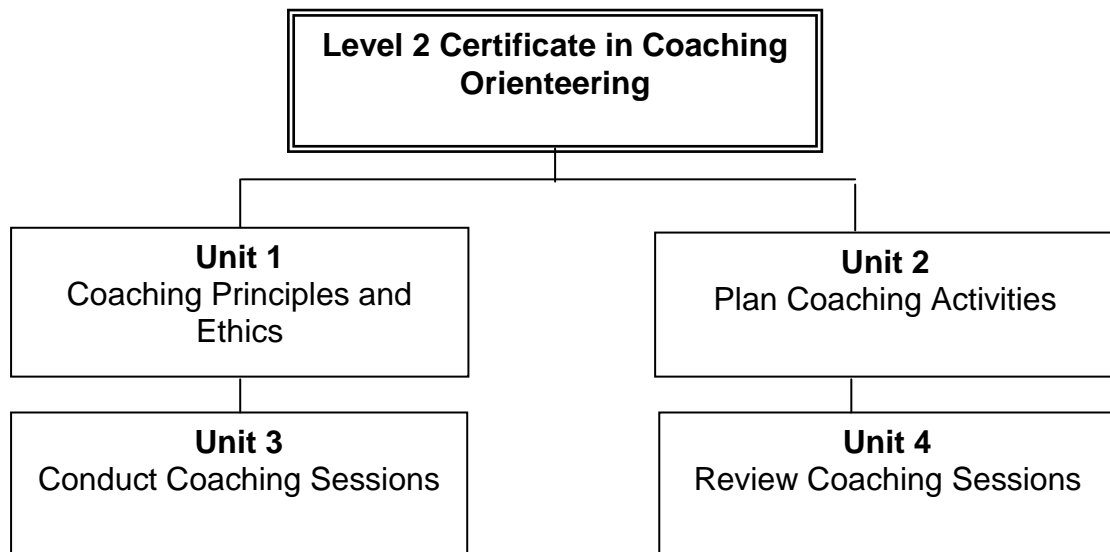 Level 2 Certificate in Coaching
Orienteering
Unit 1
Coaching Principles and
Ethics
Unit 2
Plan Coaching Activities
Unit 3
Conduct Coaching Sessions
Unit 4
Review Coaching Sessions